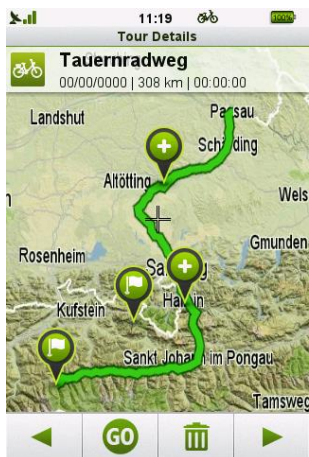 11:19
100%
Tour Details
Tauernradweg
00/00/0000 | 308 km | 00:00:00
Landshut
Passau
Schärding
Altötting
Wels
Gmunden
Rosenheim
Kufstein
Sankt Johann im Pongau
Tamsweg
GO